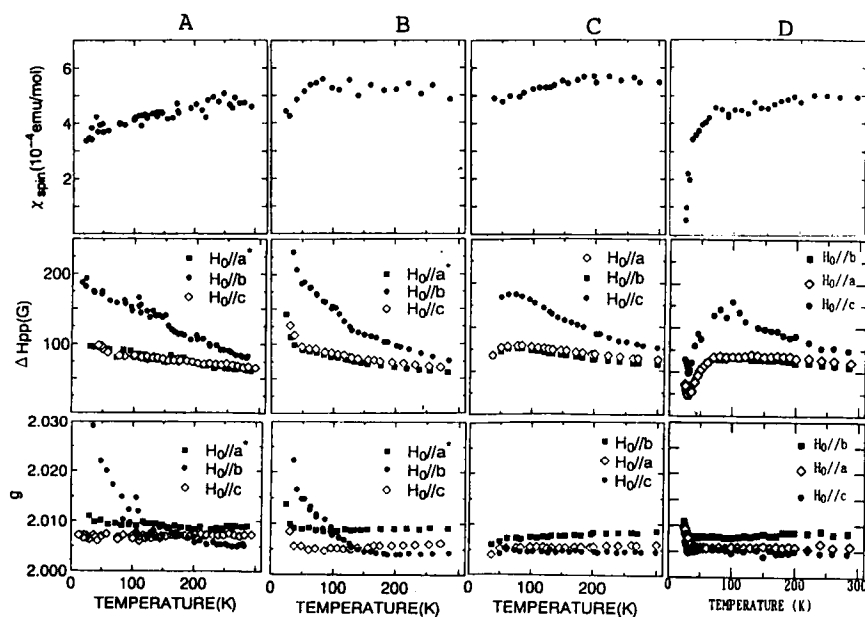 A B C D
χspin(10⁻⁴emu/mol)
6
4
2
ΔHpp(G)
200
100
H₀//a*
H₀//b
H₀//c
H₀//a*
H₀//b
H₀//c
H₀//a
H₀//b
H₀//c
H₀//b
H₀//a
H₀//c
g
2.030
2.020
2.010
2.000
H₀//a*
H₀//b
H₀//c
H₀//a*
H₀//b
H₀//c
H₀//b
H₀//a
H₀//c
H₀//b
H₀//a
H₀//c
0 100 200 0 100 200 0 100 200 0 100 200 300
TEMPERATURE(K) TEMPERATURE(K) TEMPERATURE(K) TEMPERATURE (K)